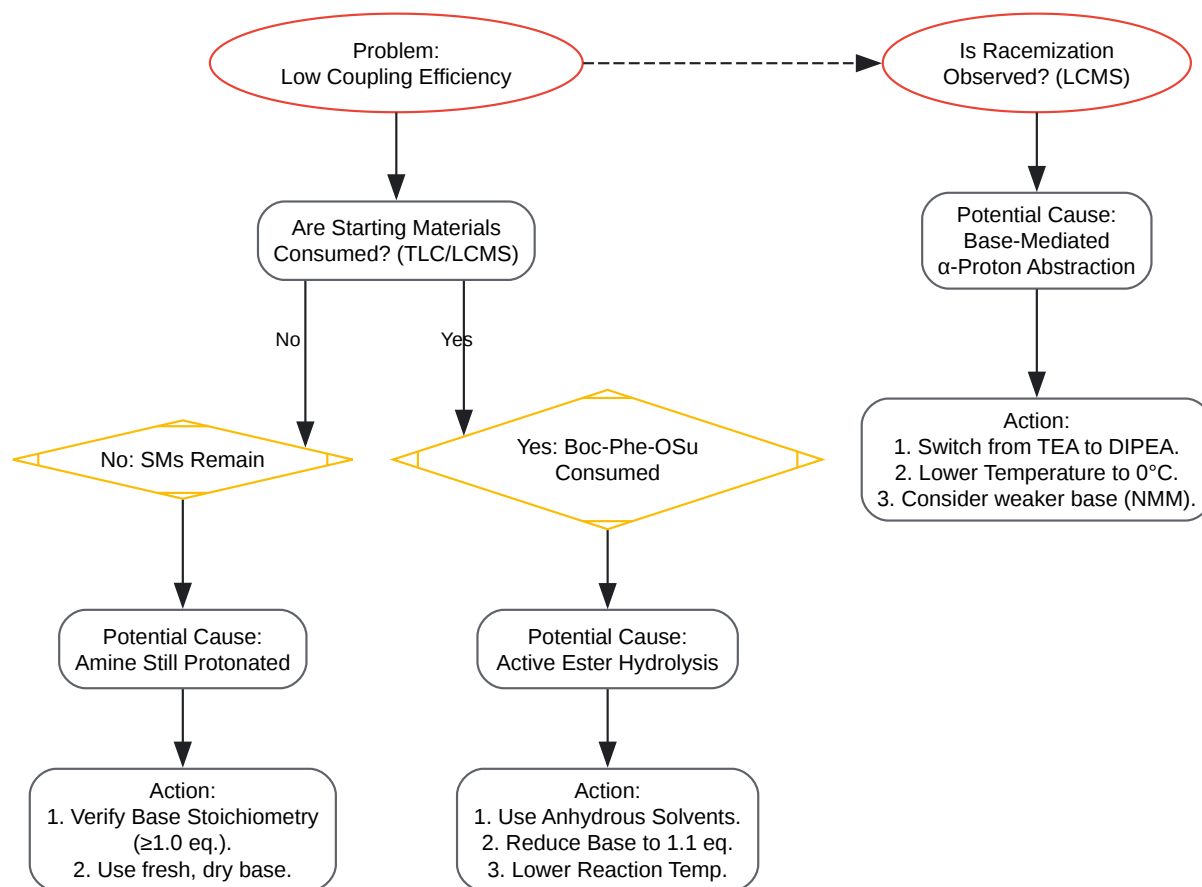 Problem:
Low Coupling Efficiency
Is Racemization
Observed? (LCMS)
Are Starting Materials
Consumed? (TLC/LCMS)
Potential Cause:
Base-Mediated
α-Proton Abstraction
No
Yes
No: SMs Remain
Yes: Boc-Phe-OSu
Consumed
Action:
1. Switch from TEA to DIPEA.
2. Lower Temperature to 0°C.
3. Consider weaker base (NMM).
Potential Cause:
Amine Still Protonated
Potential Cause:
Active Ester Hydrolysis
Action:
1. Verify Base Stoichiometry
(≥1.0 eq.).
2. Use fresh, dry base.
Action:
1. Use Anhydrous Solvents.
2. Reduce Base to 1.1 eq.
3. Lower Reaction Temp.